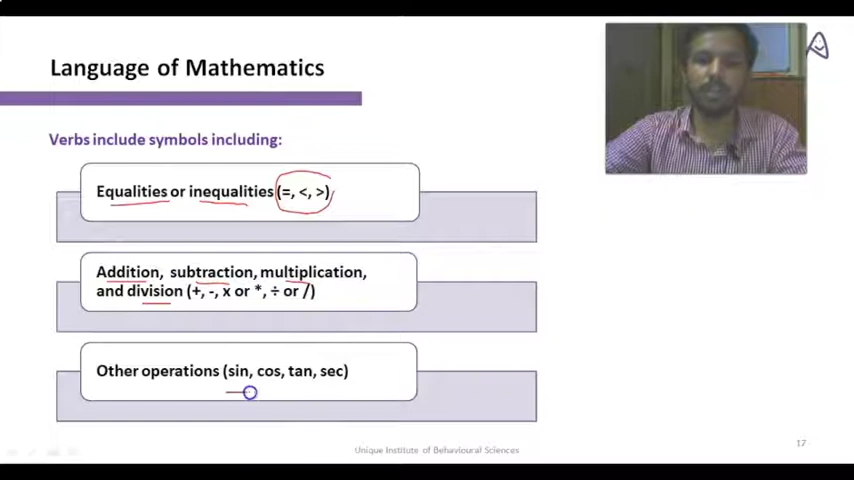 Language of Mathematics
Verbs include symbols including:
Equalities or inequalities (=, <, >)
Addition, subtraction, multiplication,
and division (+, -, x or *, ÷ or /)
Other operations (sin, cos, tan, sec)
Unique Institute of Behavioural Sciences
17